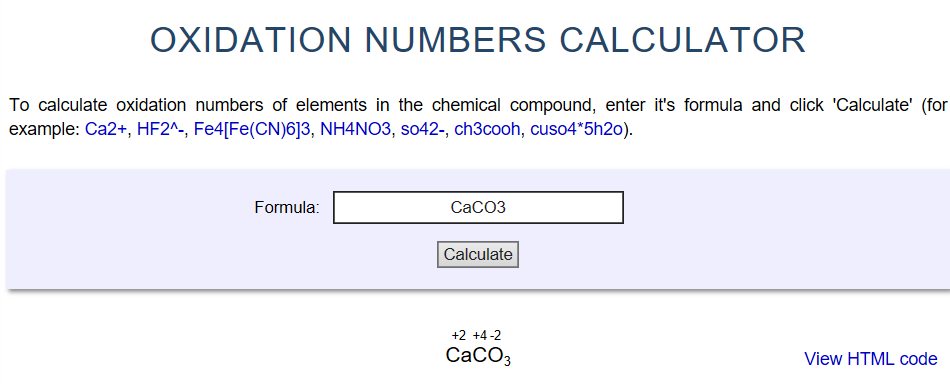 OXIDATION NUMBERS CALCULATOR
To calculate oxidation numbers of elements in the chemical compound, enter it's formula and click 'Calculate' (for
example: Ca2+, HF2^-, Fe4[Fe(CN)6]3, NH4NO3, so42-, ch3cooh, cuso4*5h2o).
Formula: CaCO3
Calculate
+2 +4 -2
CaCO₃
View HTML code